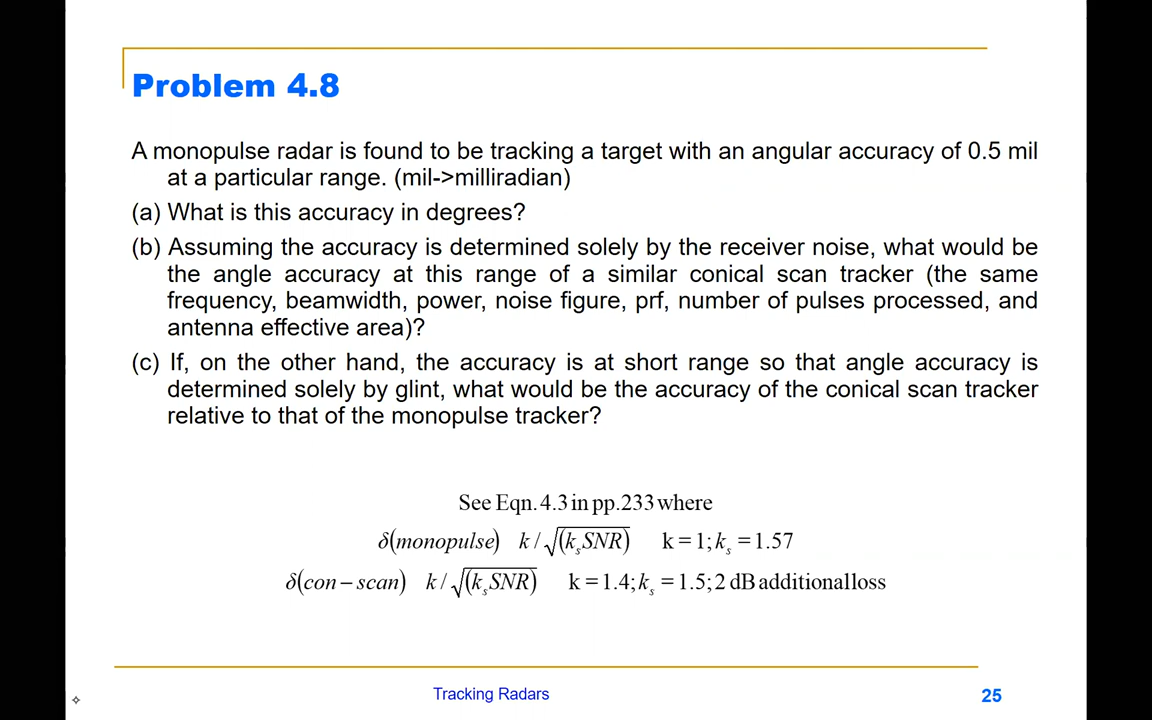 Problem 4.8
A monopulse radar is found to be tracking a target with an angular accuracy of 0.5 mil
at a particular range. (mil->milliradian)
(a) What is this accuracy in degrees?
(b) Assuming the accuracy is determined solely by the receiver noise, what would be
the angle accuracy at this range of a similar conical scan tracker (the same
frequency, beamwidth, power, noise figure, prf, number of pulses processed, and
antenna effective area)?
(c) If, on the other hand, the accuracy is at short range so that angle accuracy is
determined solely by glint, what would be the accuracy of the conical scan tracker
relative to that of the monopulse tracker?
See Eqn. 4.3 in pp.233 where
δ(monopulse) k / √(kₛSNR) k = 1; kₛ = 1.57
δ(con − scan) k / √(kₛSNR) k = 1.4; kₛ = 1.5; 2 dB additional loss
Tracking Radars
25